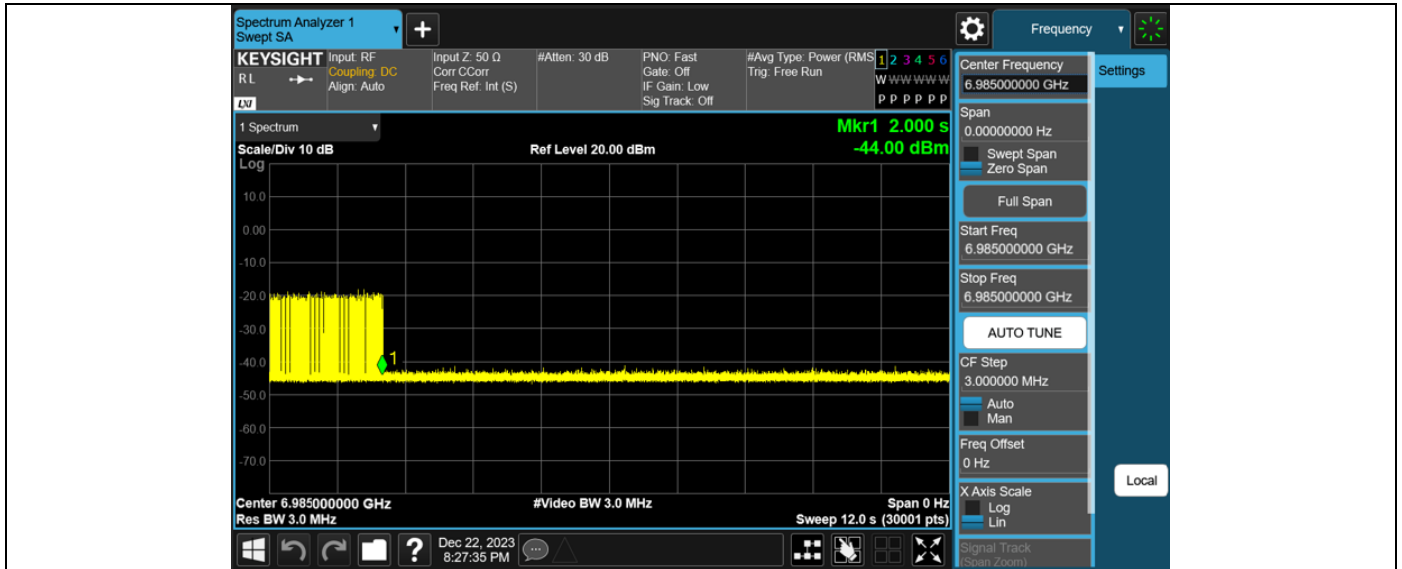 Spectrum Analyzer 1
Swept SA
+
Frequency
KEYSIGHT
RL
LXI
Input: RF
Coupling: DC
Align: Auto
Input Z: 50 Ω
Corr CCorr
Freq Ref: Int (S)
#Atten: 30 dB
PNO: Fast
Gate: Off
IF Gain: Low
Sig Track: Off
#Avg Type: Power (RMS
Trig: Free Run
1 2 3 4 5 6
W W W W W W
P P P P P P
1 Spectrum
Scale/Div 10 dB
Log
Ref Level 20.00 dBm
Mkr1 2.000 s
-44.00 dBm
10.0
0.00
-10.0
-20.0
-30.0
-40.0
-50.0
-60.0
-70.0
1
Center 6.985000000 GHz
Res BW 3.0 MHz
#Video BW 3.0 MHz
Span 0 Hz
Sweep 12.0 s (30001 pts)
?
Dec 22, 2023
8:27:35 PM
Center Frequency
6.985000000 GHz
Span
0.00000000 Hz
Swept Span
Zero Span
Full Span
Start Freq
6.985000000 GHz
Stop Freq
6.985000000 GHz
AUTO TUNE
CF Step
3.000000 MHz
Auto
Man
Freq Offset
0 Hz
X Axis Scale
Log
Lin
Signal Track
(Span Zoom)
Settings
Local